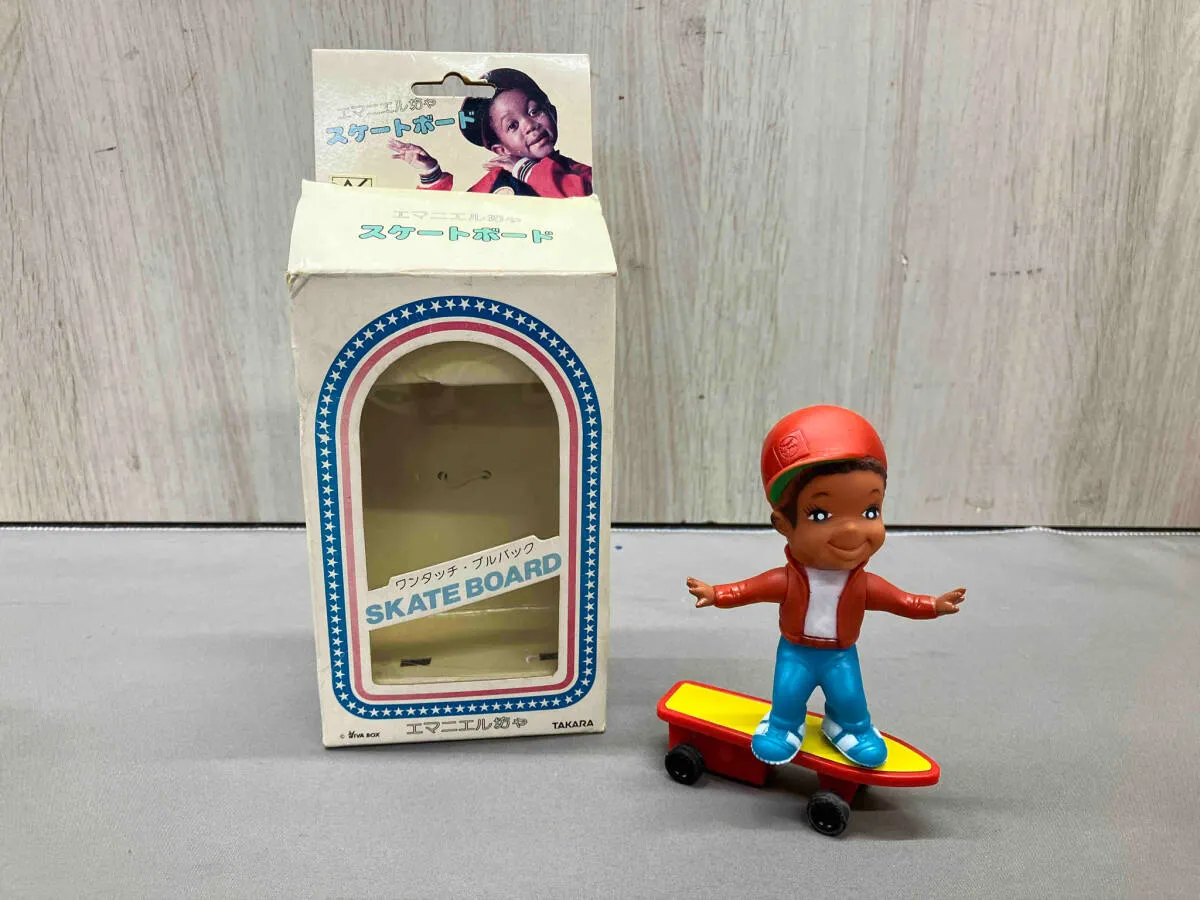 エマニエル坊や
スケートボード
エマニエル坊や
スケートボード
ワンタッチ・プルバック
SKATE BOARD
エマニエル坊や
© VIVA BOX
TAKARA